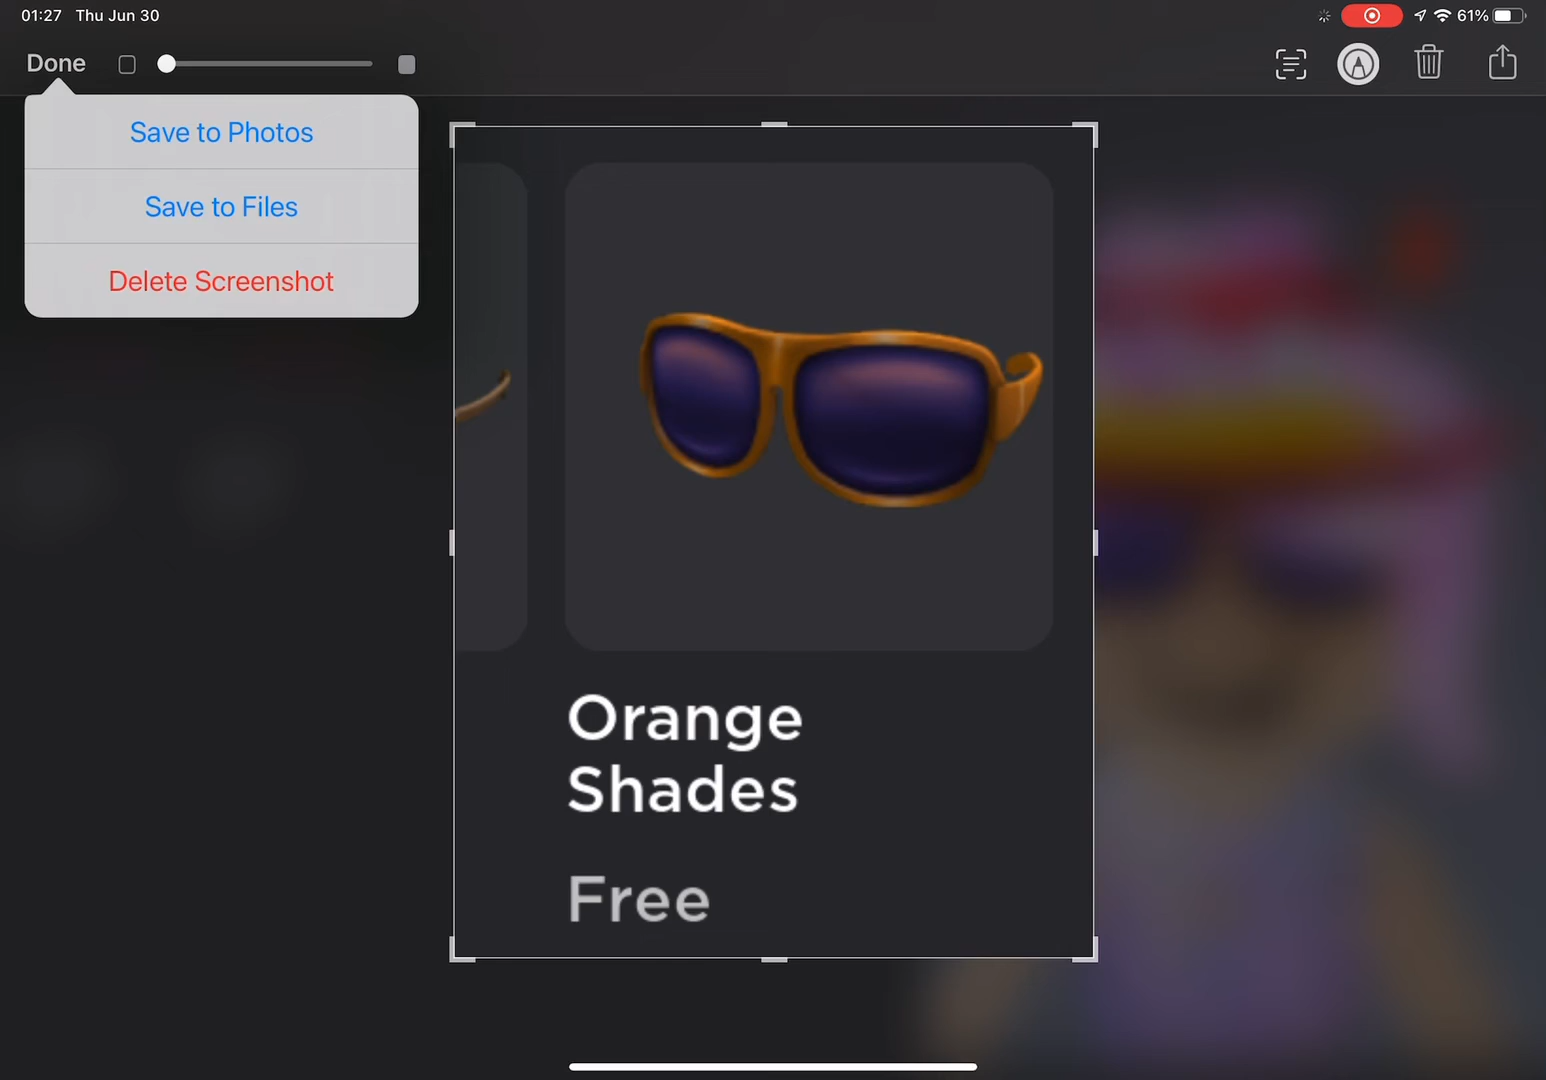 01:27 Thu Jun 30
61%
Done
Save to Photos
Save to Files
Delete Screenshot
Orange
Shades
Free